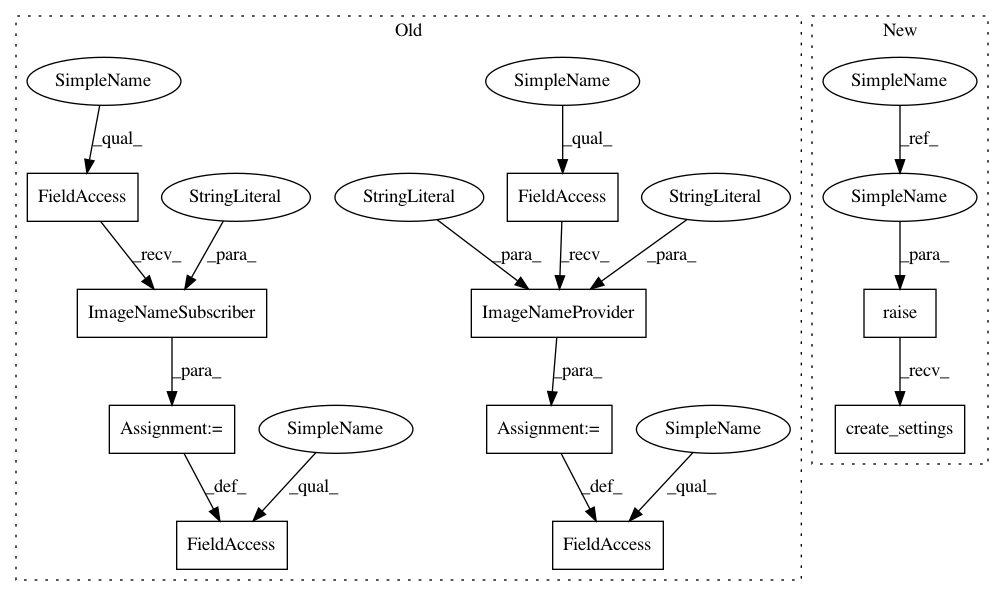 Old
New
SimpleName
SimpleName
SimpleName
_qual_
_qual_
_ref_
FieldAccess
StringLiteral
StringLiteral
FieldAccess
StringLiteral
SimpleName
_recv_
_para_
_para_
_recv_
_para_
_para_
ImageNameSubscriber
ImageNameProvider
raise
_para_
_para_
_recv_
Assignment:=
SimpleName
Assignment:=
SimpleName
create_settings
_def_
_qual_
_def_
_qual_
FieldAccess
FieldAccess